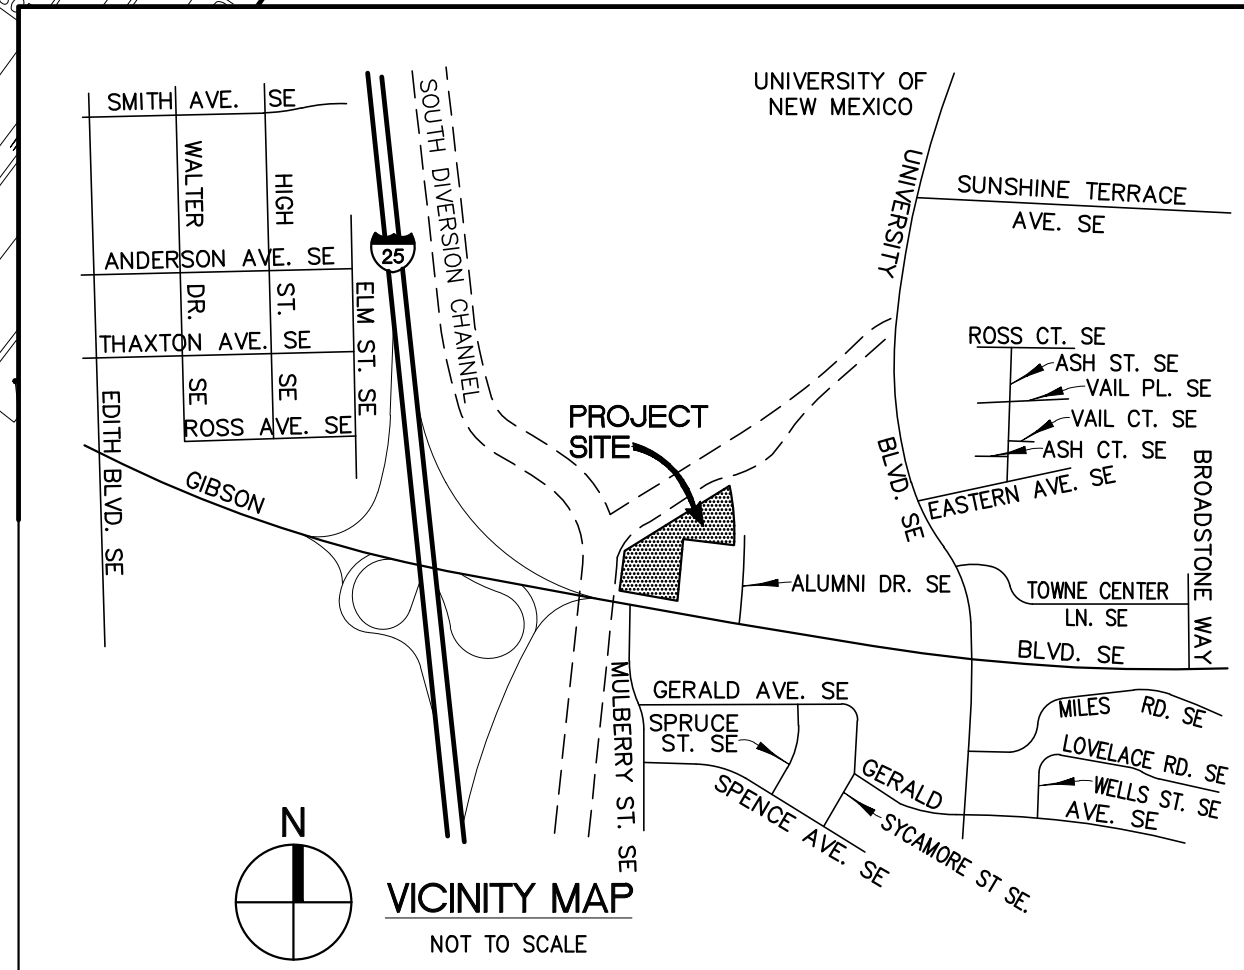 UNIVERSITY OF
NEW MEXICO
SMITH AVE. SE
WALTER
DR.
SE
HIGH
ST.
SE
SOUTH DIVERSION CHANNEL
UNIVERSITY
BLVD. SE
SUNSHINE TERRACE
AVE. SE
25
ANDERSON AVE. SE
ELM ST. SE
THAXTON AVE. SE
ROSS AVE. SE
EDITH BLVD. SE
GIBSON
BLVD. SE
PROJECT
SITE
ROSS CT. SE
ASH ST. SE
VAIL PL. SE
VAIL CT. SE
ASH CT. SE
EASTERN AVE. SE
BROADSTONE WAY
ALUMNI DR. SE
TOWNE CENTER
LN. SE
MULBERRY ST. SE
GERALD AVE. SE
SPRUCE
ST. SE
SPENCE AVE. SE
GERALD
AVE. SE
SYCAMORE ST SE.
MILES RD. SE
LOVELACE RD. SE
WELLS ST. SE
N
VICINITY MAP
NOT TO SCALE